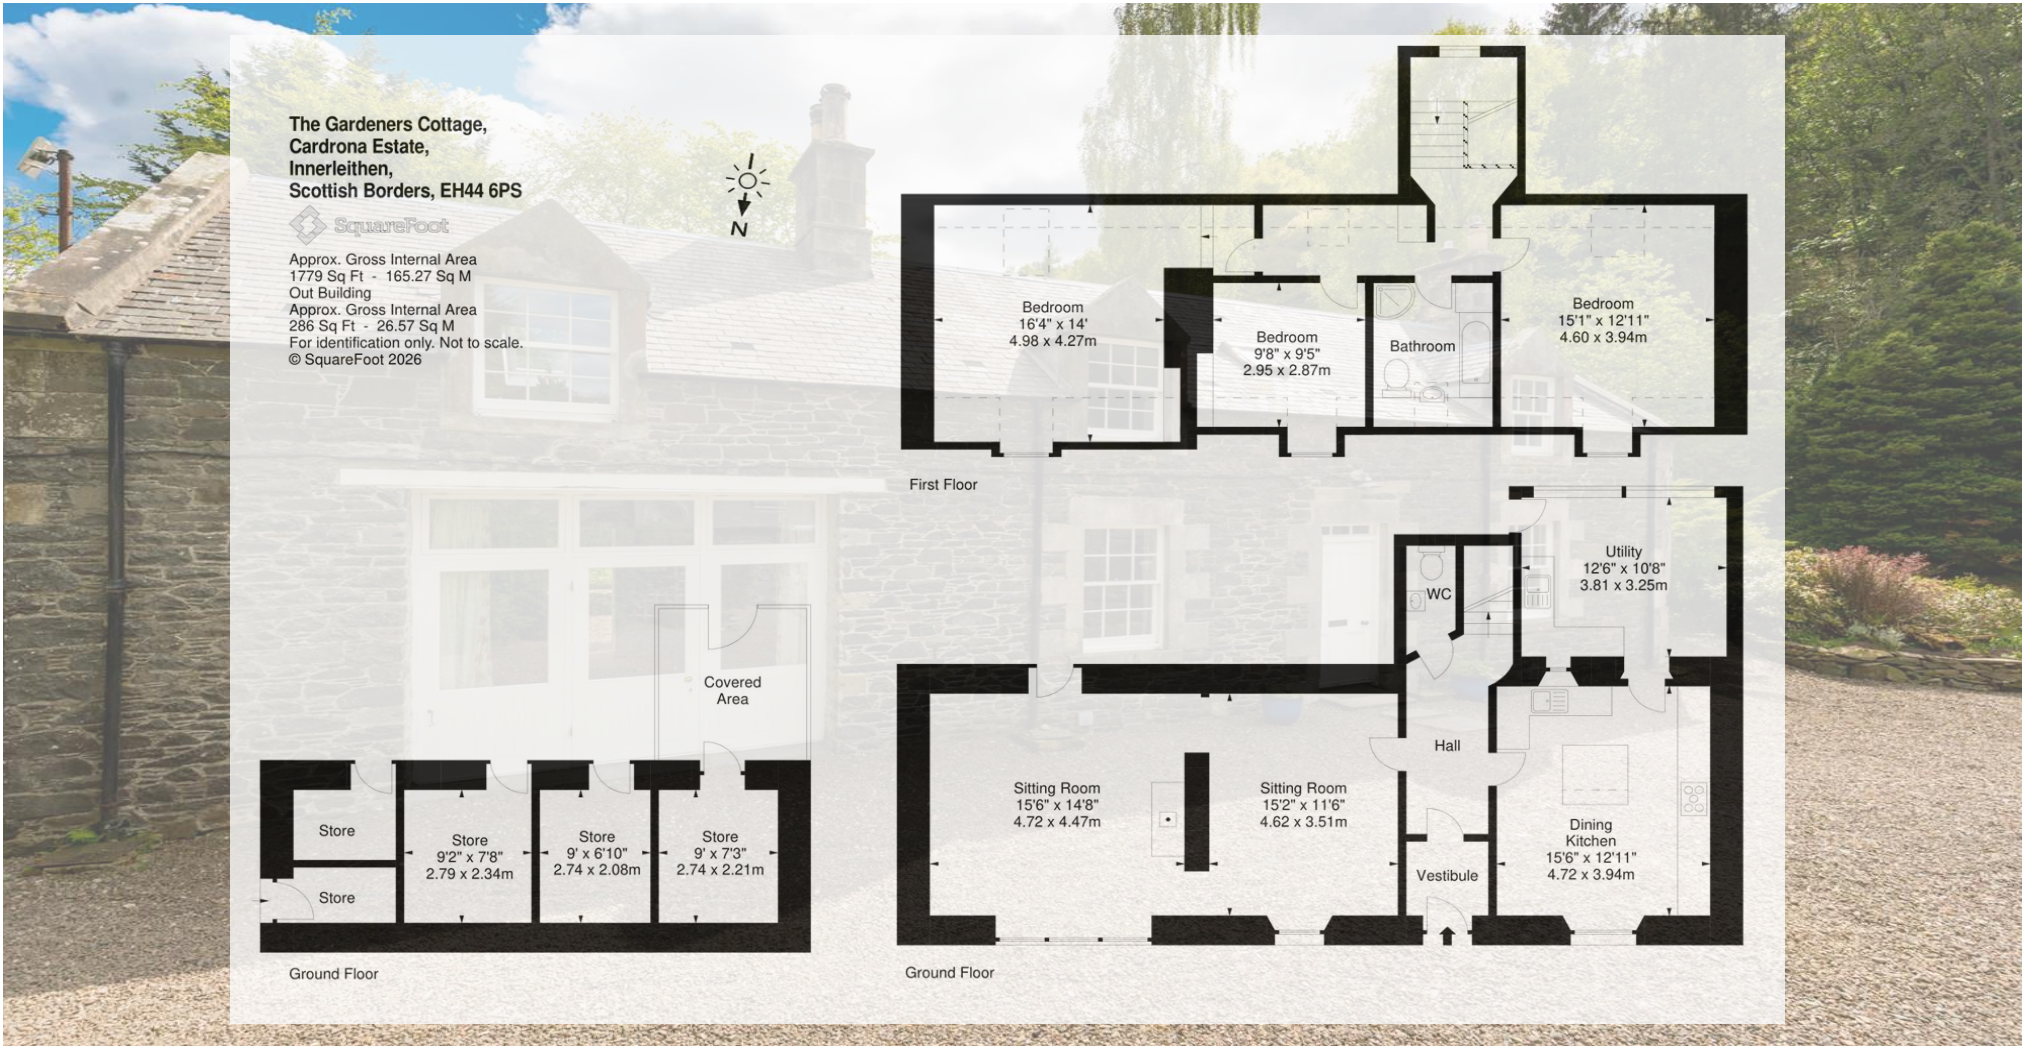 The Gardeners Cottage,
Cardrona Estate,
Innerleithen,
Scottish Borders, EH44 6PS
SquareFoot
Approx. Gross Internal Area
1779 Sq Ft - 165.27 Sq M
Out Building
Approx. Gross Internal Area
286 Sq Ft - 26.57 Sq M
For identification only. Not to scale.
© SquareFoot 2026
N
Bedroom
16'4" x 14'
4.98 x 4.27m
Bedroom
9'8" x 9'5"
2.95 x 2.87m
Bathroom
Bedroom
15'1" x 12'11"
4.60 x 3.94m
First Floor
Utility
12'6" x 10'8"
3.81 x 3.25m
WC
Covered
Area
Hall
Sitting Room
15'6" x 14'8"
4.72 x 4.47m
Sitting Room
15'2" x 11'6"
4.62 x 3.51m
Dining
Kitchen
15'6" x 12'11"
4.72 x 3.94m
Vestibule
Store
Store
Store
9'2" x 7'8"
2.79 x 2.34m
Store
9' x 6'10"
2.74 x 2.08m
Store
9' x 7'3"
2.74 x 2.21m
Ground Floor
Ground Floor